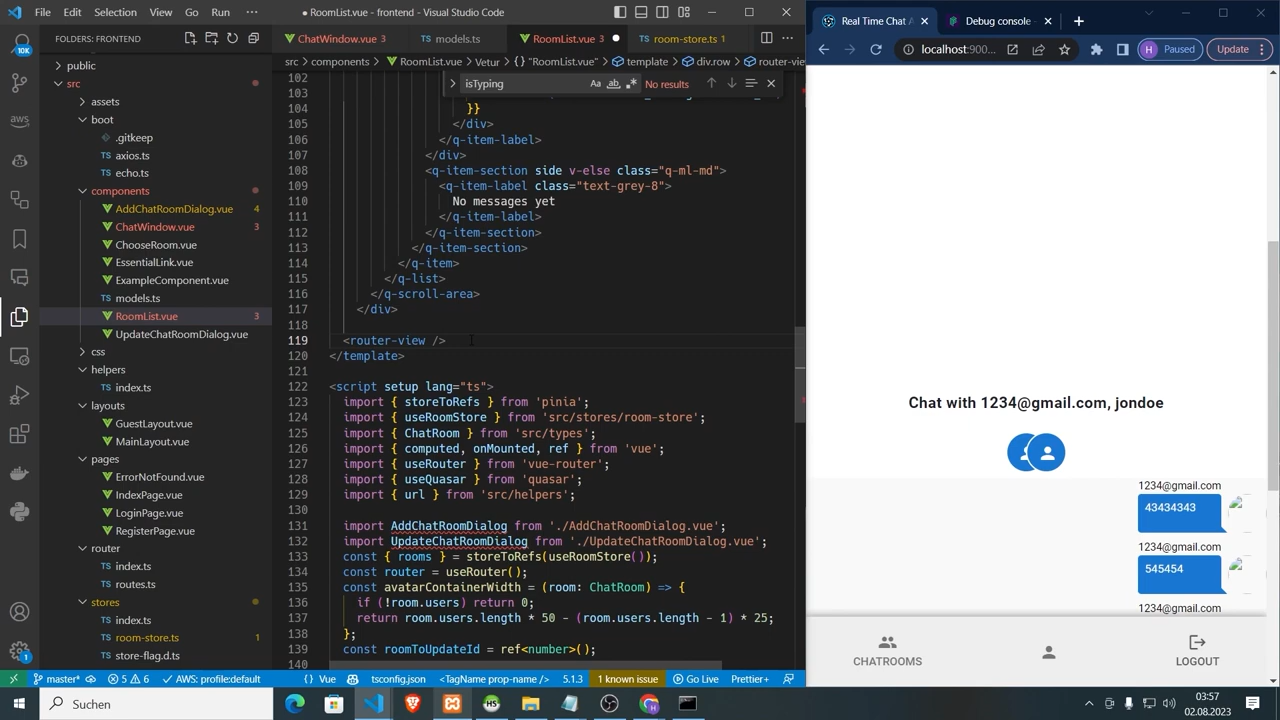 File Edit Selection View Go Run ··· ● RoomList.vue - frontend - Visual Studio Code
FOLDERS: FRONTEND
public
src
assets
boot
.gitkeep
axios.ts
echo.ts
components
AddChatRoomDialog.vue 4
ChatWindow.vue 3
ChooseRoom.vue
EssentialLink.vue
ExampleComponent.vue
models.ts
RoomList.vue 3
UpdateChatRoomDialog.vue
css
helpers
index.ts
layouts
GuestLayout.vue
MainLayout.vue
pages
ErrorNotFound.vue
IndexPage.vue
LoginPage.vue
RegisterPage.vue
router
index.ts
routes.ts
stores
index.ts
room-store.ts 1
store-flag.d.ts
10K
1
ChatWindow.vue 3 models.ts RoomList.vue 3 ● room-store.ts 1 ···
src > components > RoomList.vue > Vetur > {} "RoomList.vue" > template > div.row > router-vie
isTyping Aa ab .* No results
102
103
104 }}
105 </div>
106 </q-item-label>
107 </div>
108 <q-item-section side v-else class="q-ml-md">
109 <q-item-label class="text-grey-8">
110 No messages yet
111 </q-item-label>
112 </q-item-section>
113 </q-item-section>
114 </q-item>
115 </q-list>
116 </q-scroll-area>
117 </div>
118
119 <router-view />
120 </template>
121
122 <script setup lang="ts">
123 import { storeToRefs } from 'pinia';
124 import { useRoomStore } from 'src/stores/room-store';
125 import { ChatRoom } from 'src/types';
126 import { computed, onMounted, ref } from 'vue';
127 import { useRouter } from 'vue-router';
128 import { useQuasar } from 'quasar';
129 import { url } from 'src/helpers';
130
131 import AddChatRoomDialog from './AddChatRoomDialog.vue';
132 import UpdateChatRoomDialog from './UpdateChatRoomDialog.vue';
133 const { rooms } = storeToRefs(useRoomStore());
134 const router = useRouter();
135 const avatarContainerWidth = (room: ChatRoom) => {
136 if (!room.users) return 0;
137 return room.users.length * 50 - (room.users.length - 1) * 25;
138 };
139 const roomToUpdateId = ref<number>();
140
master* 5 6 AWS: profile:default {} Vue tsconfig.json <TagName prop-name /> 5.1.3 1 known issue Go Live Prettier+
Real Time Chat A Debug console -
localhost:900... H Paused Update
Chat with 1234@gmail.com, jondoe
1234@gmail.com
43434343
1234@gmail.com
545454
1234@gmail.com
CHATROOMS
LOGOUT
Suchen
HS
03:57
02.08.2023